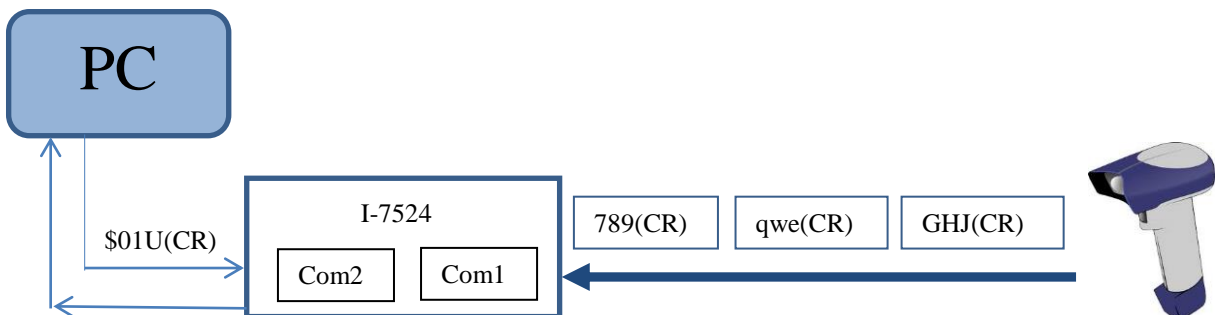 PC
I-7524
789(CR)
qwe(CR)
GHJ(CR)
$01U(CR)
Com2
Com1